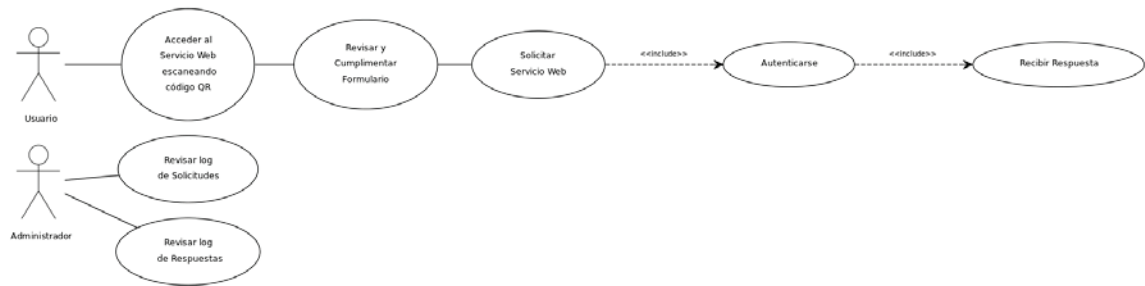 Acceder al
Servicio Web
escaneando
código QR
Revisar y
Cumplimentar
Formulario
Solicitar
Servicio Web
<<include>>
Autenticarse
<<include>>
Recibir Respuesta
Usuario
Revisar log
de Solicitudes
Administrador
Revisar log
de Respuestas